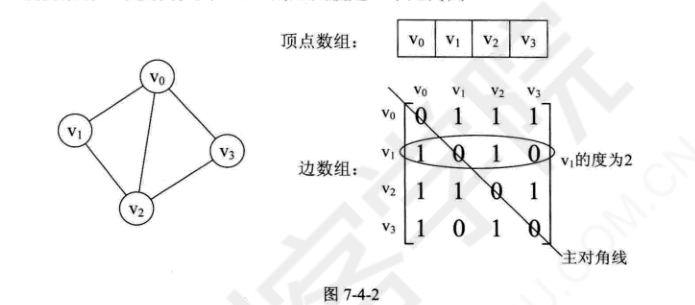 顶点数组：
v₀ v₁ v₂ v₃
v₀
v₁
v₃
v₂
边数组：
v₀ v₁ v₂ v₃
v₀ 0 1 1 1
v₁ 1 0 1 0
v₁的度为2
v₂ 1 1 0 1
v₃ 1 0 1 0
主对角线
图 7-4-2